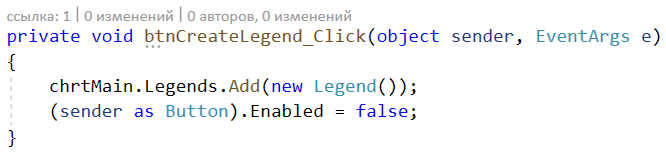 ссылка: 1 | 0 изменений | 0 авторов, 0 изменений
private void btnCreateLegend_Click(object sender, EventArgs e)
{
    chrtMain.Legends.Add(new Legend());
    (sender as Button).Enabled = false;
}